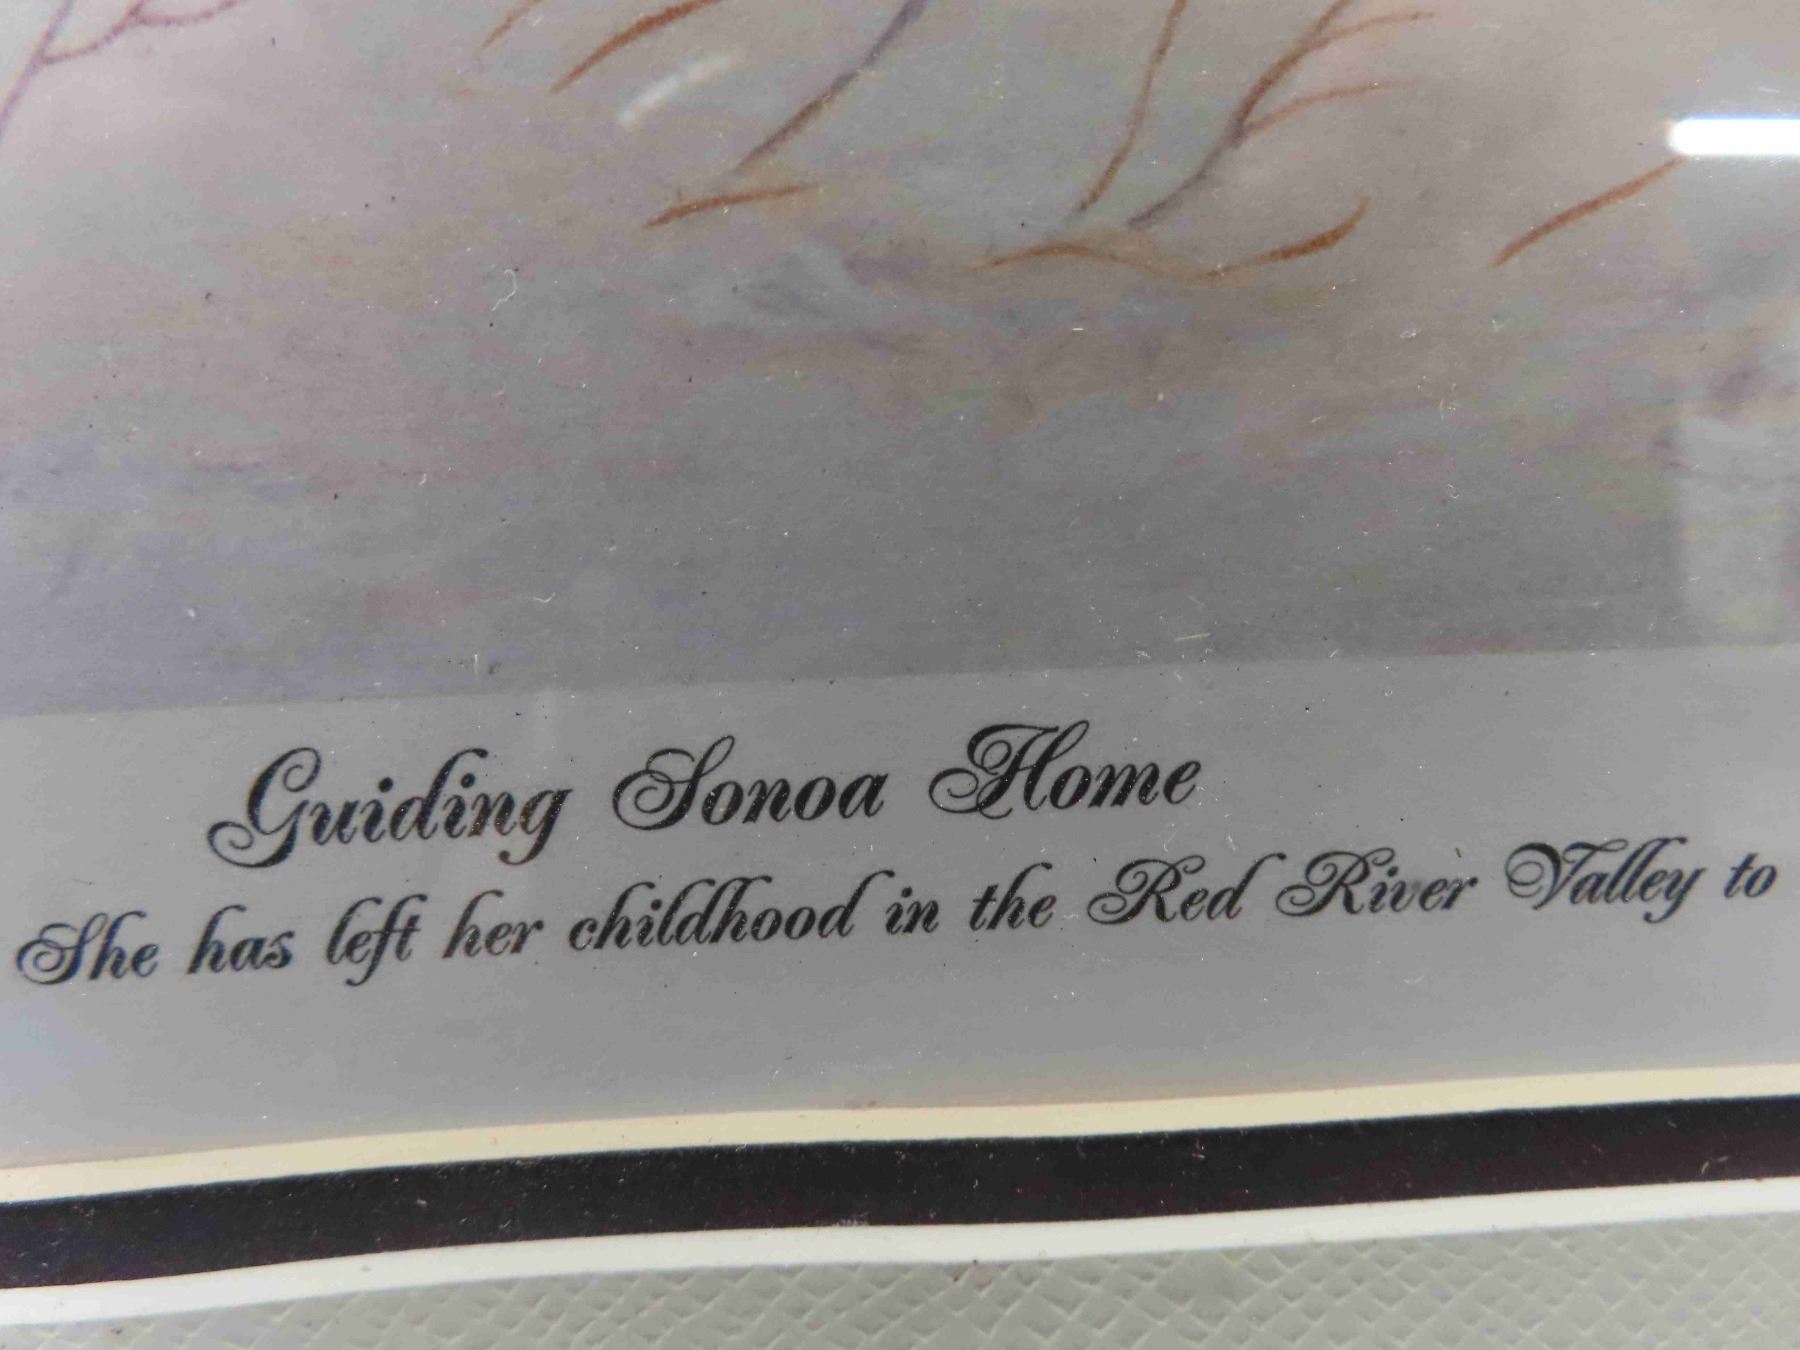 Guiding Sonoa Home
She has left her childhood in the Red River Valley to